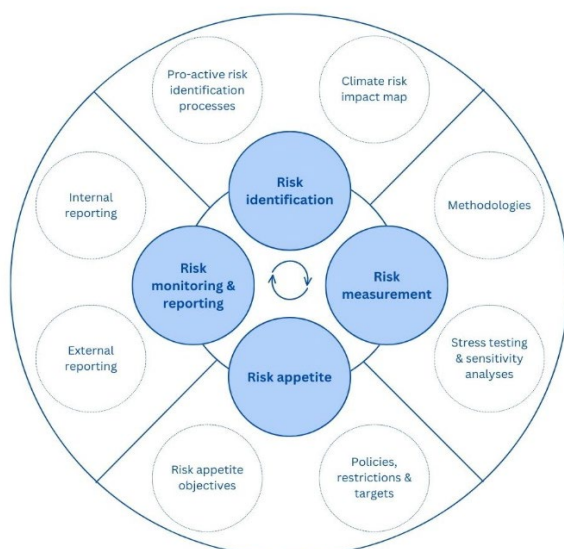 Pro-active risk
identification
processes
Climate risk
impact map
Risk
identification
Internal
reporting
Methodologies
Risk
monitoring &
reporting
Risk
measurement
External
reporting
Stress testing
& sensitivity
analyses
Risk appetite
Risk appetite
objectives
Policies,
restrictions &
targets